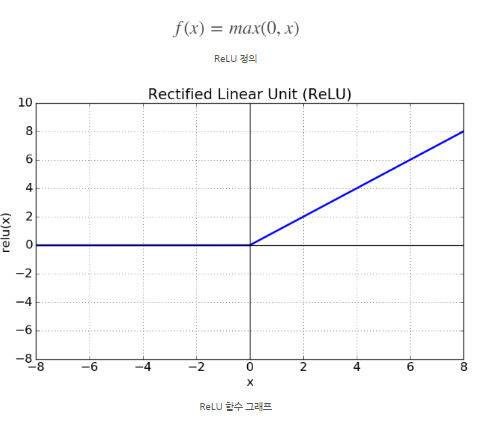 f(x) = max(0, x)
ReLU 정의
Rectified Linear Unit (ReLU)
10
8
6
4
2
0
−2
−4
−6
−8
relu(x)
−8 −6 −4 −2 0 2 4 6 8
x
ReLU 함수 그래프